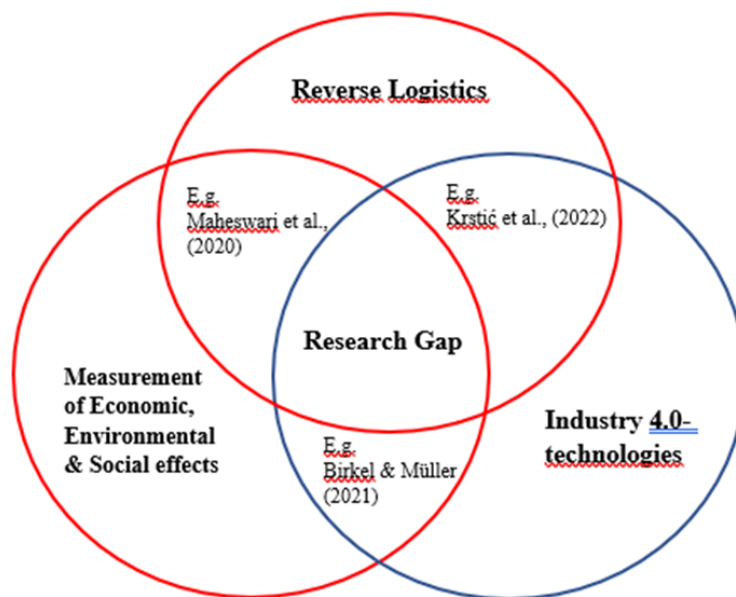 Reverse Logistics
E.g.
Maheswari et al.,
(2020)
E.g.
Krstić et al., (2022)
Research Gap
Measurement
of Economic,
Environmental
& Social effects
Industry 4.0-
technologies
E.g.
Birkel & Müller
(2021)